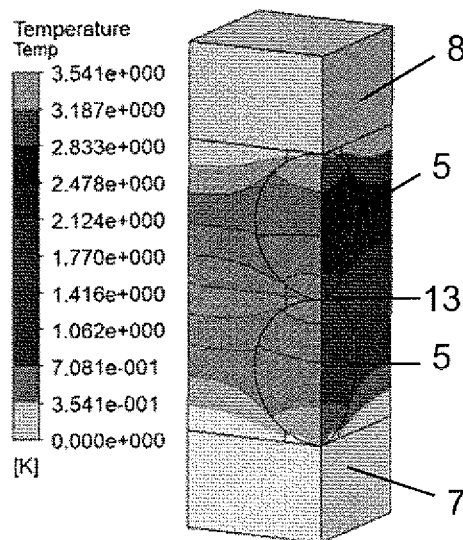 Temperature
Temp
3.541e+000
3.187e+000
2.833e+000
2.478e+000
2.124e+000
1.770e+000
1.416e+000
1.062e+000
7.081e-001
3.541e-001
0.000e+000
[K]
8
5
13
5
7